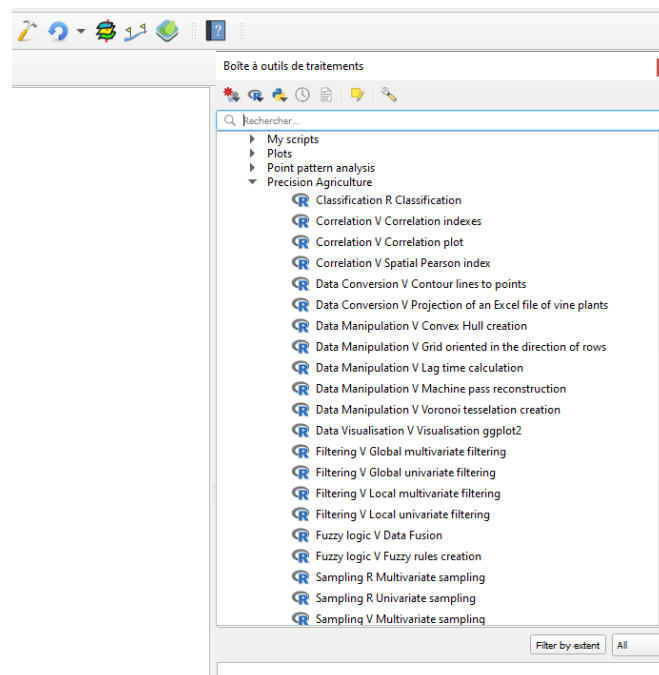 Boîte à outils de traitements
Rechercher...
My scripts
Plots
Point pattern analysis
Precision Agriculture
Classification R Classification
Correlation V Correlation indexes
Correlation V Correlation plot
Correlation V Spatial Pearson index
Data Conversion V Contour lines to points
Data Conversion V Projection of an Excel file of vine plants
Data Manipulation V Convex Hull creation
Data Manipulation V Grid oriented in the direction of rows
Data Manipulation V Lag time calculation
Data Manipulation V Machine pass reconstruction
Data Manipulation V Voronoi tesselation creation
Data Visualisation V Visualisation ggplot2
Filtering V Global multivariate filtering
Filtering V Global univariate filtering
Filtering V Local multivariate filtering
Filtering V Local univariate filtering
Fuzzy logic V Data Fusion
Fuzzy logic V Fuzzy rules creation
Sampling R Multivariate sampling
Sampling R Univariate sampling
Sampling V Multivariate sampling
Filter by extent All